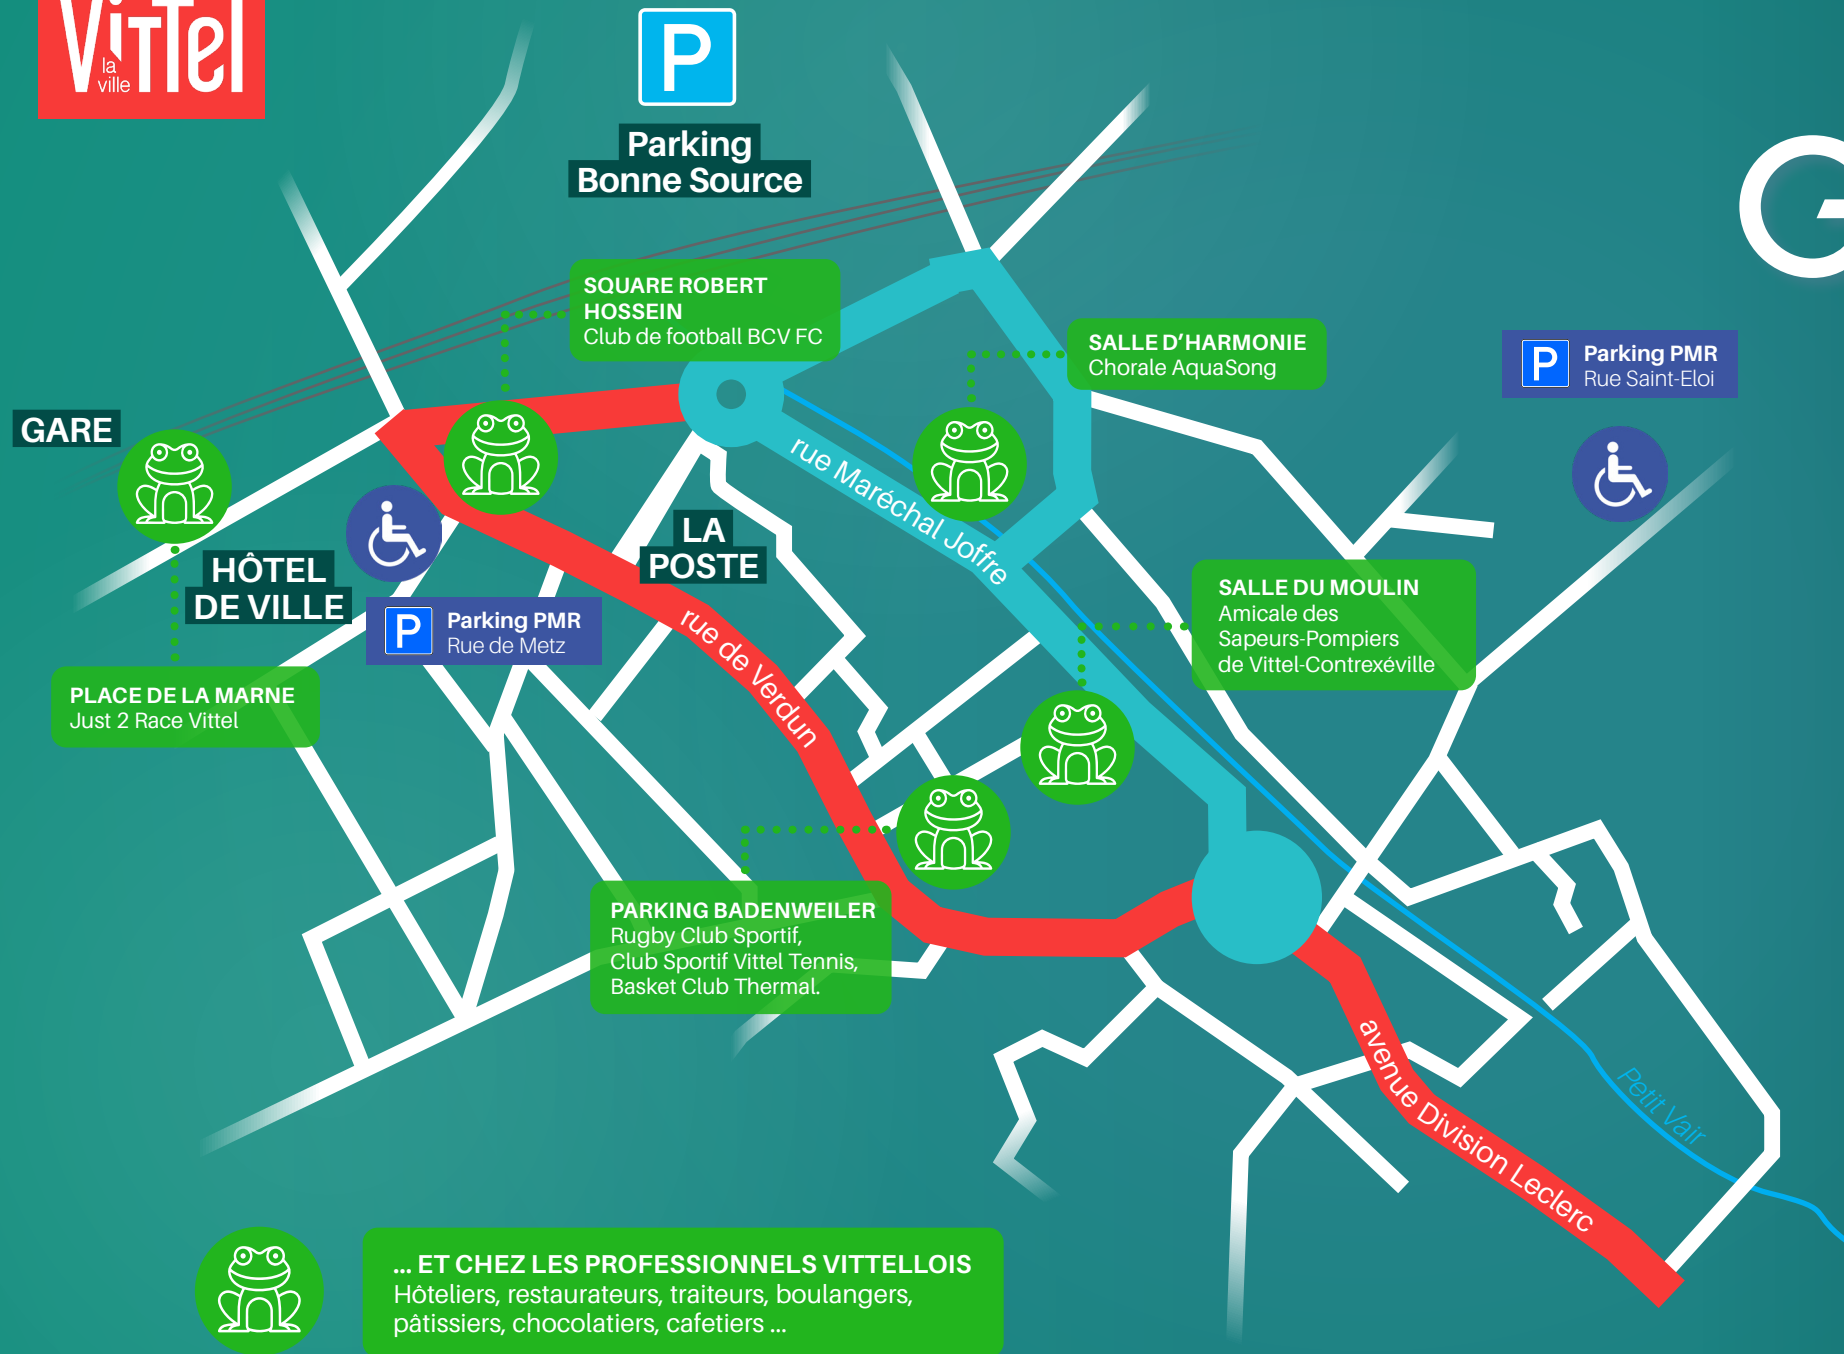 Vittel
la
ville
P
Parking
Bonne Source
G
SQUARE ROBERT
HOSSEIN
Club de football BCV FC
SALLE D’HARMONIE
Chorale AquaSong
P
Parking PMR
Rue Saint-Eloi
GARE
rue Maréchal Joffre
LA
POSTE
HÔTEL
DE VILLE
P
Parking PMR
Rue de Metz
SALLE DU MOULIN
Amicale des
Sapeurs-Pompiers
de Vittel-Contrexéville
rue de Verdun
PLACE DE LA MARNE
Just 2 Race Vittel
PARKING BADENWEILER
Rugby Club Sportif,
Club Sportif Vittel Tennis,
Basket Club Thermal.
avenue Division Leclerc
Petit Vair
... ET CHEZ LES PROFESSIONNELS VITTELLOIS
Hôteliers, restaurateurs, traiteurs, boulangers,
pâtissiers, chocolatiers, cafetiers ...